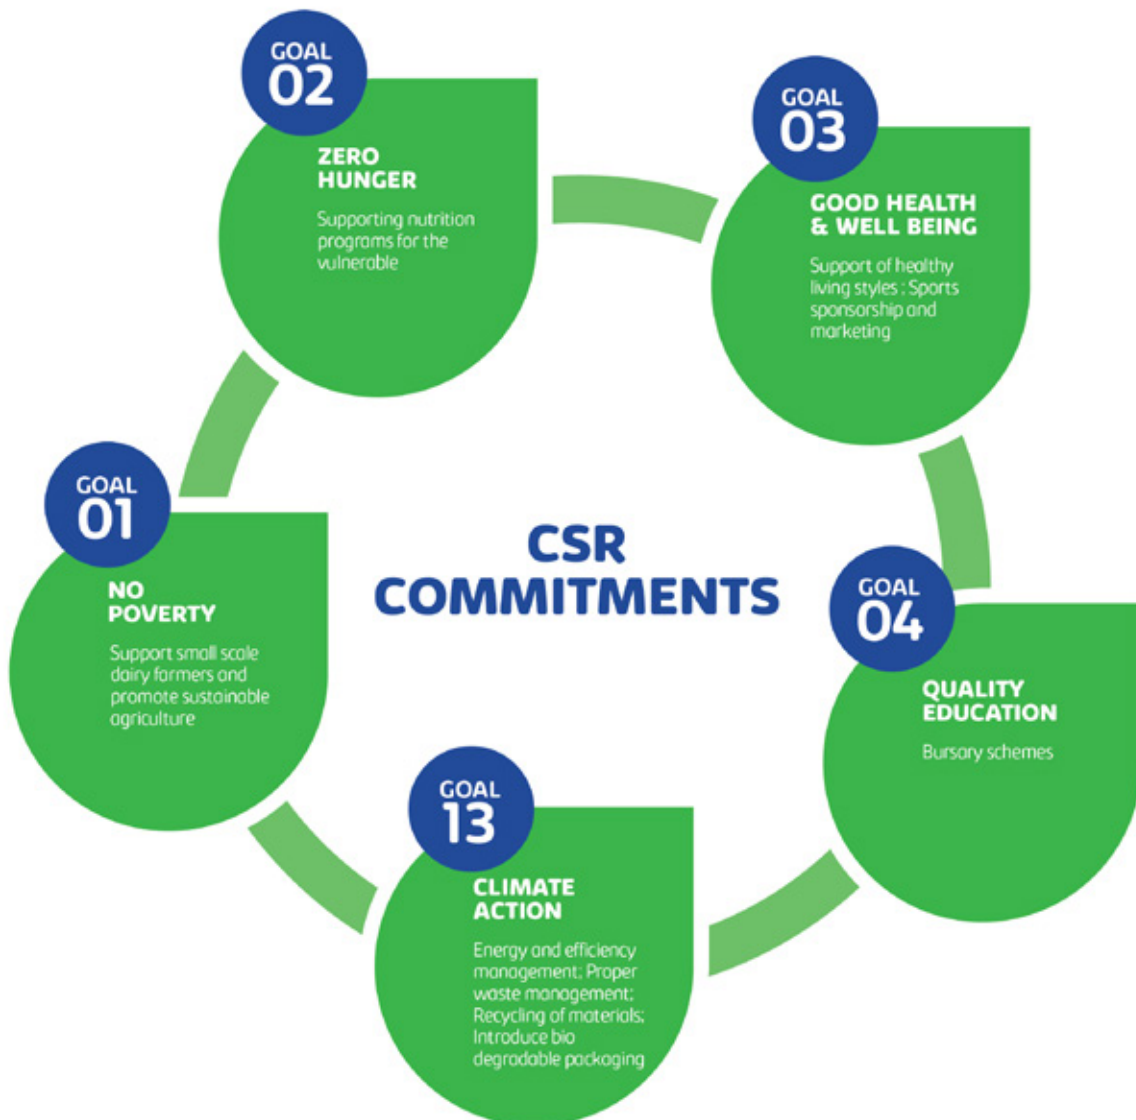 GOAL
02
ZERO
HUNGER
Supporting nutrition
programs for the
vulnerable
GOAL
03
GOOD HEALTH
& WELL BEING
Support of healthy
living styles : Sports
sponsorship and
marketing
GOAL
01
NO
POVERTY
Support small scale
dairy farmers and
promote sustainable
agriculture
CSR
COMMITMENTS
GOAL
04
QUALITY
EDUCATION
Bursary schemes
GOAL
13
CLIMATE
ACTION
Energy and efficiency
management; Proper
waste management;
Recycling of materials;
Introduce bio
degradable packaging